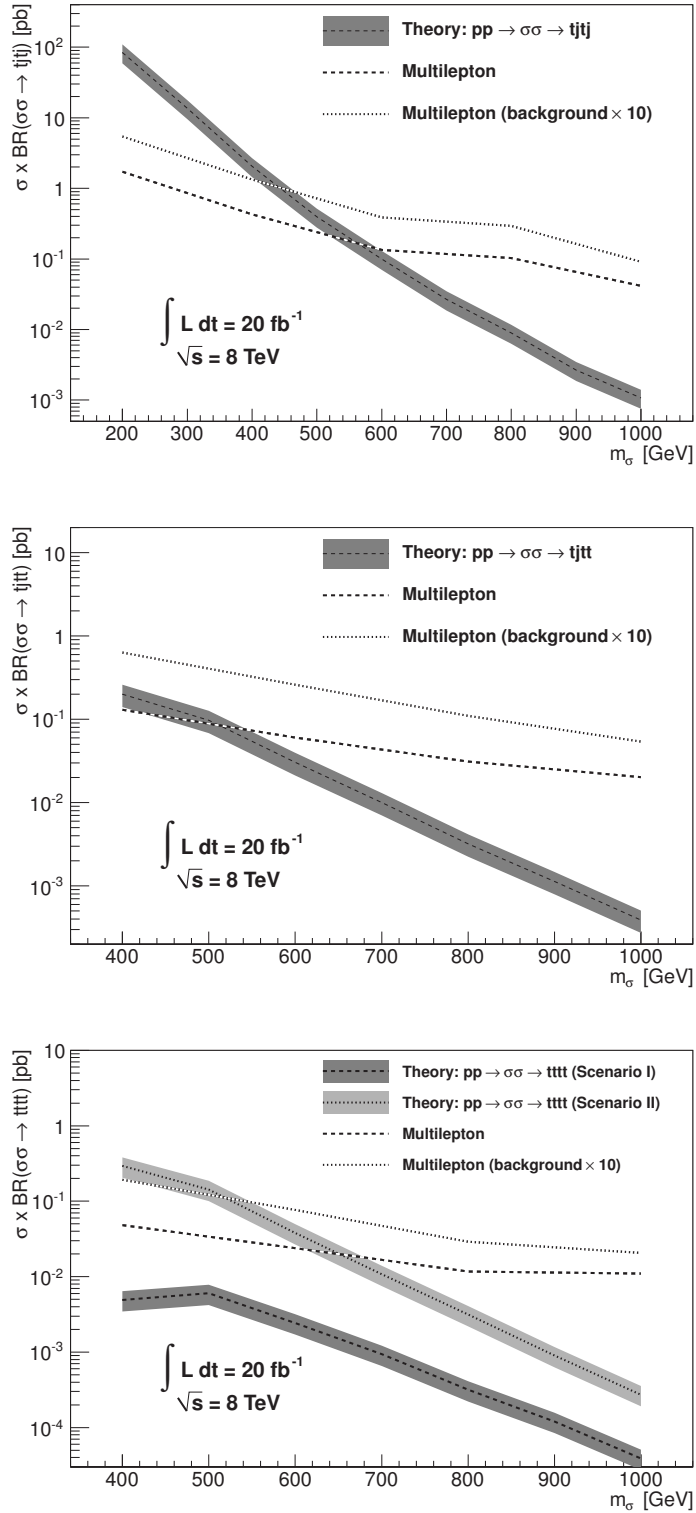 σ x BR(σσ → tjtj) [pb]
10²
10
1
10⁻¹
10⁻²
10⁻³
Theory: pp → σσ → tjtj
Multilepton
Multilepton (background × 10)
∫ L dt = 20 fb⁻¹
√s = 8 TeV
200 300 400 500 600 700 800 900 1000
m_σ [GeV]
σ x BR(σσ → tjtt) [pb]
10
1
10⁻¹
10⁻²
10⁻³
Theory: pp → σσ → tjtt
Multilepton
Multilepton (background × 10)
∫ L dt = 20 fb⁻¹
√s = 8 TeV
400 500 600 700 800 900 1000
m_σ [GeV]
σ x BR(σσ → tttt) [pb]
10
1
10⁻¹
10⁻²
10⁻³
10⁻⁴
Theory: pp → σσ → tttt (Scenario I)
Theory: pp → σσ → tttt (Scenario II)
Multilepton
Multilepton (background × 10)
∫ L dt = 20 fb⁻¹
√s = 8 TeV
400 500 600 700 800 900 1000
m_σ [GeV]